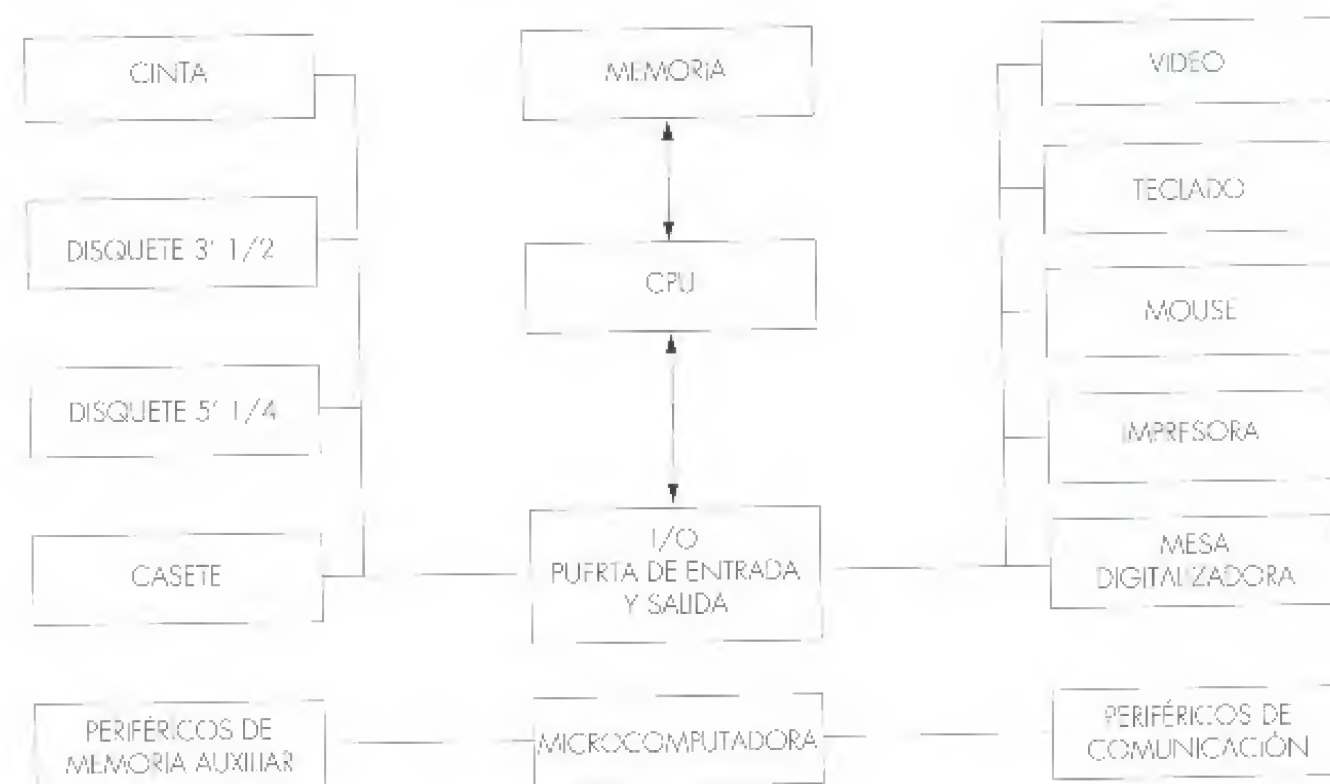 CINTA
DISQUETE 3' 1/2
DISQUETE 5' 1/4
CASETE
MEMORIA
CPU
I/O
PUERTA DE ENTRADA
Y SALIDA
VIDEO
TECLADO
MOUSE
IMPRESORA
MESA
DIGITALIZADORA
PERIFÉRICOS DE
MEMORIA AUXILIAR
MICROCOMPUTADORA
PERIFÉRICOS DE
COMUNICACIÓN